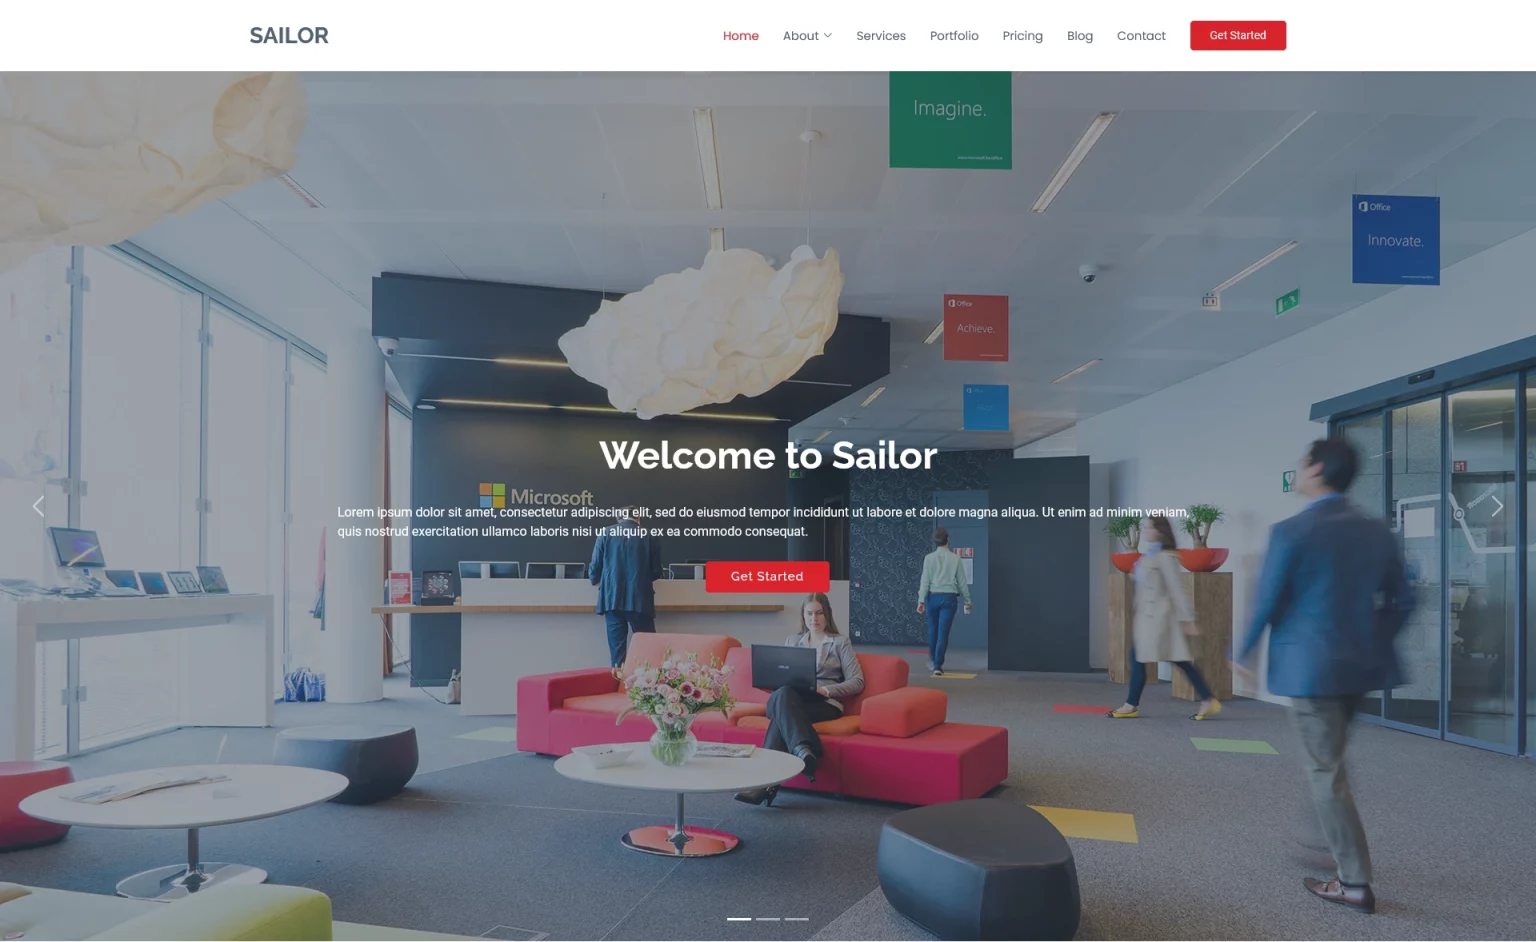 SAILOR
Home About Services Portfolio Pricing Blog Contact Get Started
Imagine.
Office
Innovate.
Office
Achieve.
Welcome to Sailor
Microsoft
Lorem ipsum dolor sit amet, consectetur adipiscing elit, sed do eiusmod tempor incididunt ut labore et dolore magna aliqua. Ut enim ad minim veniam,
quis nostrud exercitation ullamco laboris nisi ut aliquip ex ea commodo consequat.
Get Started